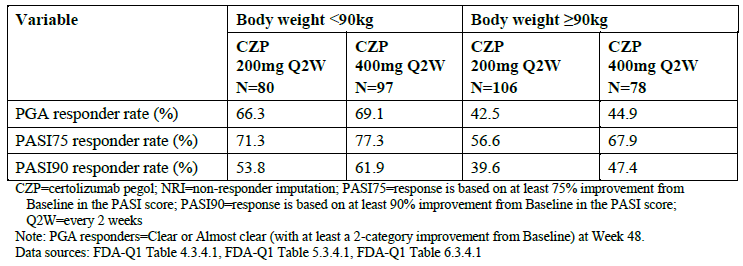 Variable Body weight <90kg Body weight ≥90kg
CZP CZP CZP CZP
200mg Q2W 400mg Q2W 200mg Q2W 400mg Q2W
N=80 N=97 N=106 N=78
PGA responder rate (%) 66.3 69.1 42.5 44.9
PASI75 responder rate (%) 71.3 77.3 56.6 67.9
PASI90 responder rate (%) 53.8 61.9 39.6 47.4
CZP=certolizumab pegol; NRI=non-responder imputation; PASI75=response is based on at least 75% improvement from
Baseline in the PASI score; PASI90=response is based on at least 90% improvement from Baseline in the PASI score;
Q2W=every 2 weeks
Note: PGA responders=Clear or Almost clear (with at least a 2-category improvement from Baseline) at Week 48.
Data sources: FDA-Q1 Table 4.3.4.1, FDA-Q1 Table 5.3.4.1, FDA-Q1 Table 6.3.4.1